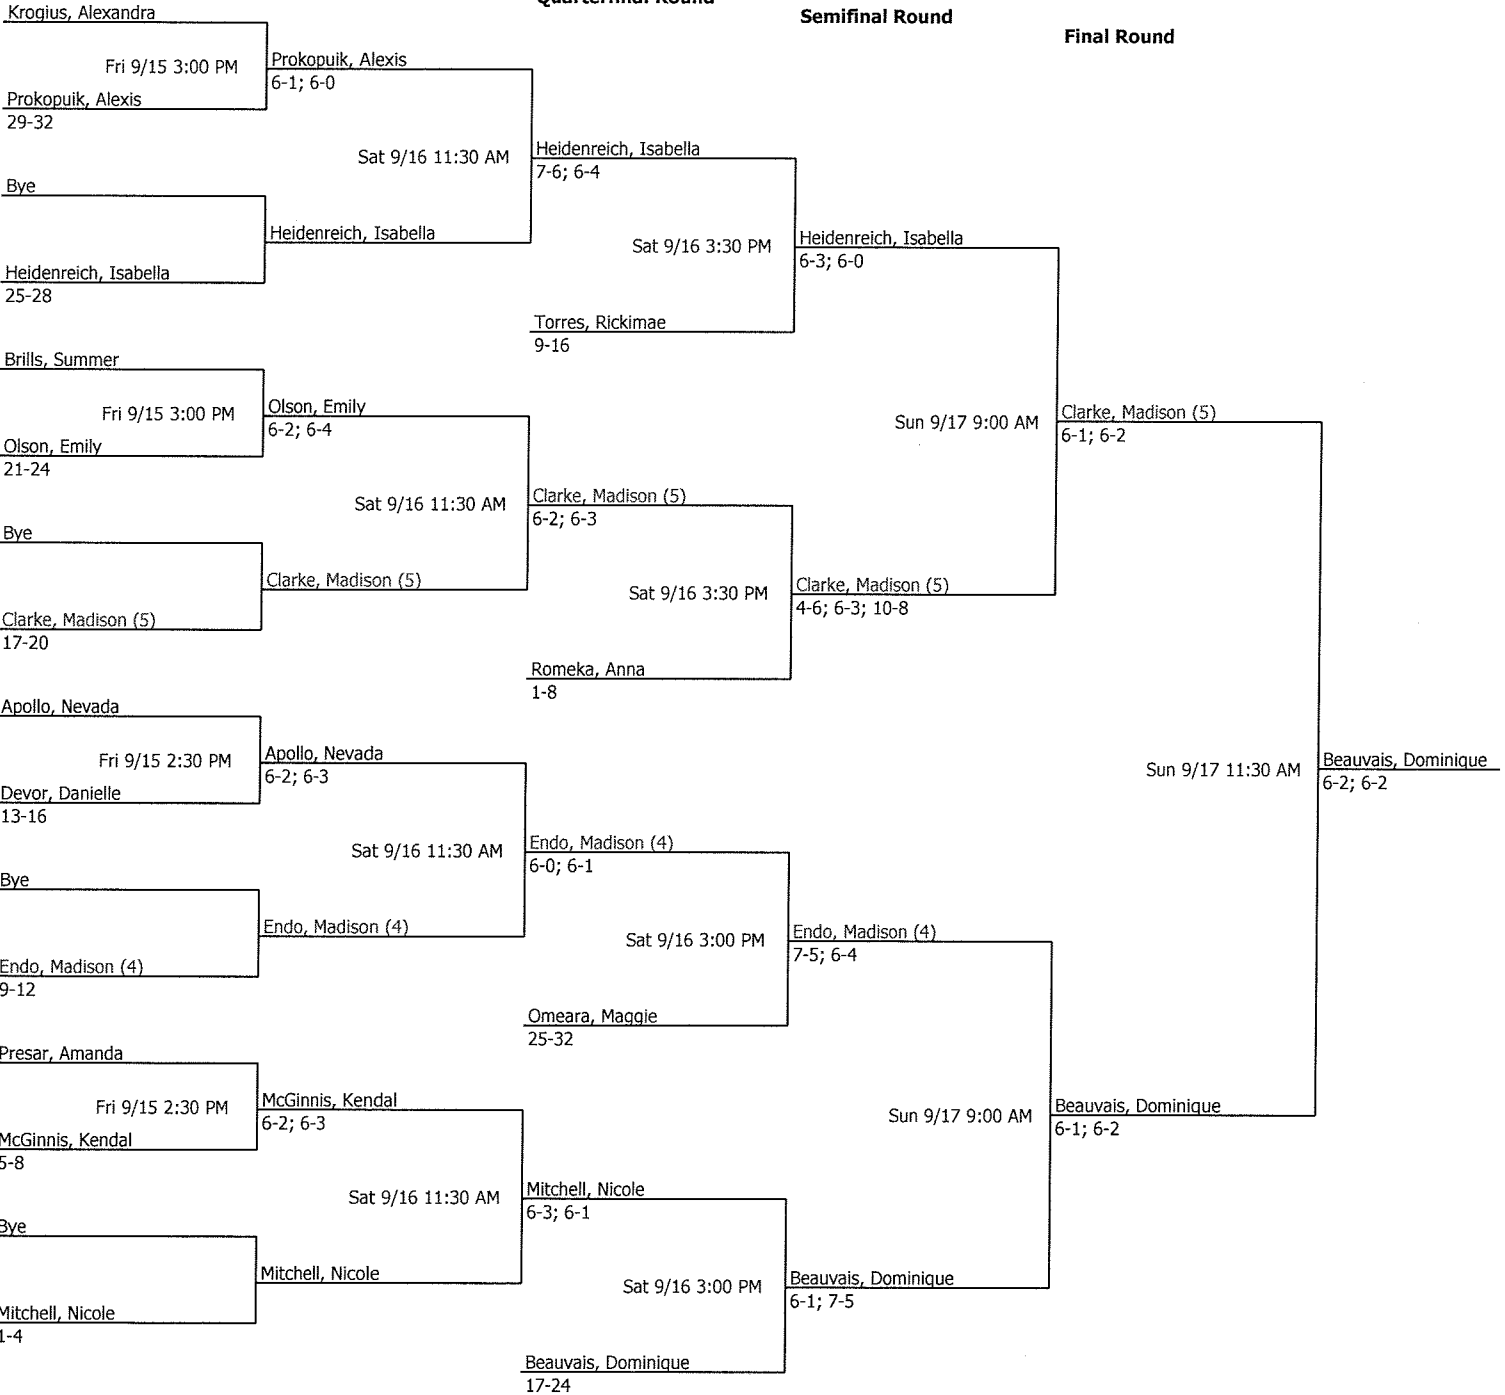 Quarterfinal Round
Semifinal Round
Final Round
Krogius, Alexandra
Fri 9/15 3:00 PM
Prokopuik, Alexis
6-1; 6-0
Prokopuik, Alexis
29-32
Sat 9/16 11:30 AM
Heidenreich, Isabella
7-6; 6-4
Bye
Heidenreich, Isabella
Heidenreich, Isabella
25-28
Sat 9/16 3:30 PM
Heidenreich, Isabella
6-3; 6-0
Torres, Rickimae
9-16
Brills, Summer
Fri 9/15 3:00 PM
Olson, Emily
6-2; 6-4
Olson, Emily
21-24
Sun 9/17 9:00 AM
Clarke, Madison (5)
6-1; 6-2
Sat 9/16 11:30 AM
Clarke, Madison (5)
6-2; 6-3
Bye
Clarke, Madison (5)
Clarke, Madison (5)
17-20
Sat 9/16 3:30 PM
Clarke, Madison (5)
4-6; 6-3; 10-8
Romeka, Anna
1-8
Apollo, Nevada
Fri 9/15 2:30 PM
Apollo, Nevada
6-2; 6-3
Devor, Danielle
13-16
Sun 9/17 11:30 AM
Beauvais, Dominique
6-2; 6-2
Sat 9/16 11:30 AM
Endo, Madison (4)
6-0; 6-1
Bye
Endo, Madison (4)
Endo, Madison (4)
9-12
Sat 9/16 3:00 PM
Endo, Madison (4)
7-5; 6-4
Omeara, Maggie
25-32
Presar, Amanda
Fri 9/15 2:30 PM
McGinnis, Kendal
6-2; 6-3
McGinnis, Kendal
5-8
Sun 9/17 9:00 AM
Beauvais, Dominique
6-1; 6-2
Sat 9/16 11:30 AM
Mitchell, Nicole
6-3; 6-1
Bye
Mitchell, Nicole
Mitchell, Nicole
1-4
Sat 9/16 3:00 PM
Beauvais, Dominique
6-1; 7-5
Beauvais, Dominique
17-24